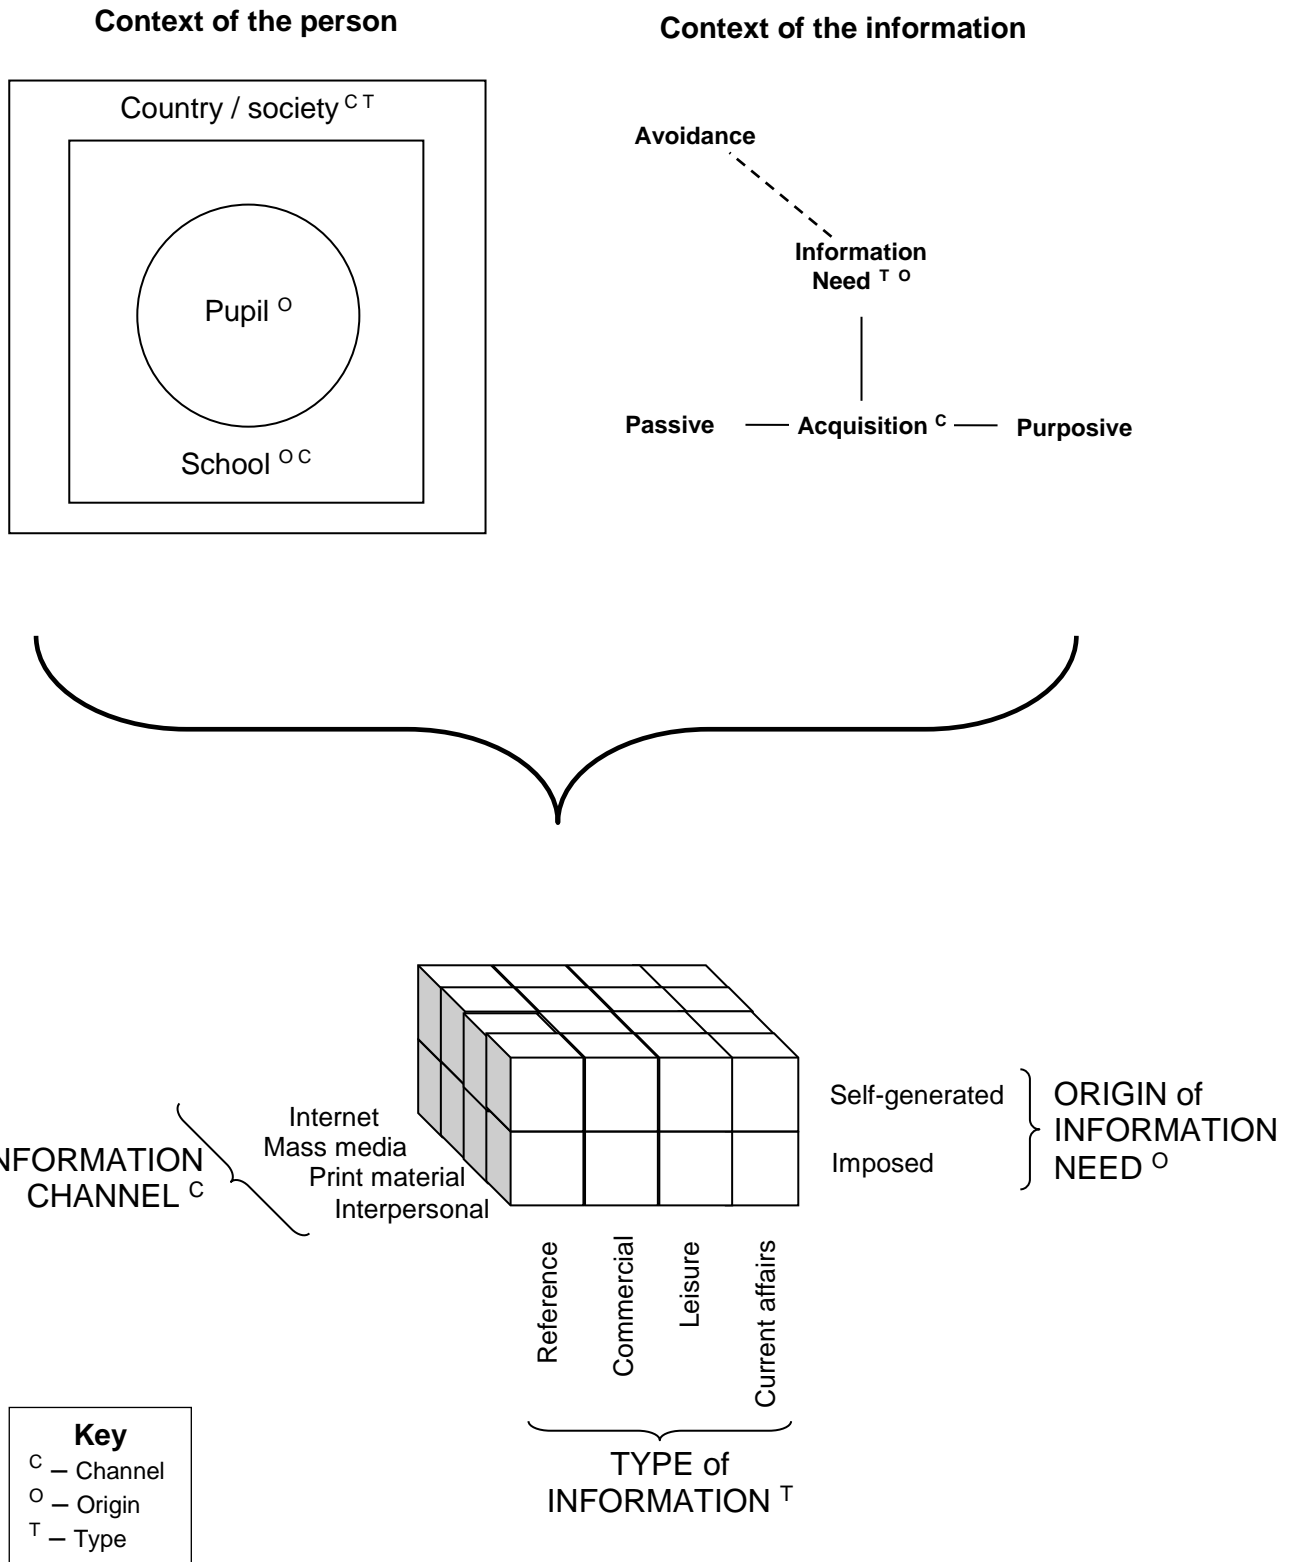 Context of the person
Context of the information
Country / society C T
Pupil O
School O C
Avoidance
Information
Need T O
Passive
Acquisition C
Purposive
Internet
Mass media
Print material
Interpersonal
NFORMATION
CHANNEL C
Self-generated
Imposed
ORIGIN of
INFORMATION
NEED O
Reference
Commercial
Leisure
Current affairs
TYPE of
INFORMATION T
Key
C – Channel
O – Origin
T – Type